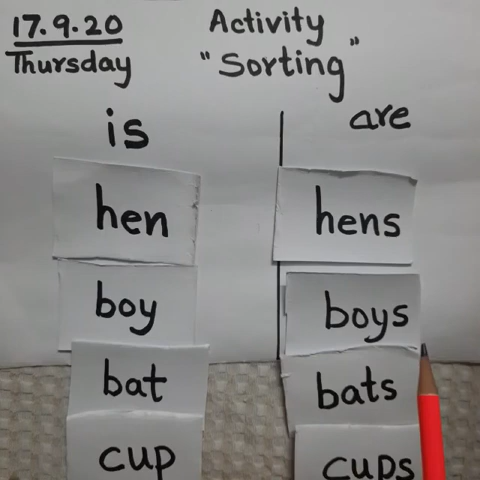 17.9.20
Thursday
Activity
"Sorting"
is are
hen hens
boy boys
bat bats
cup cups